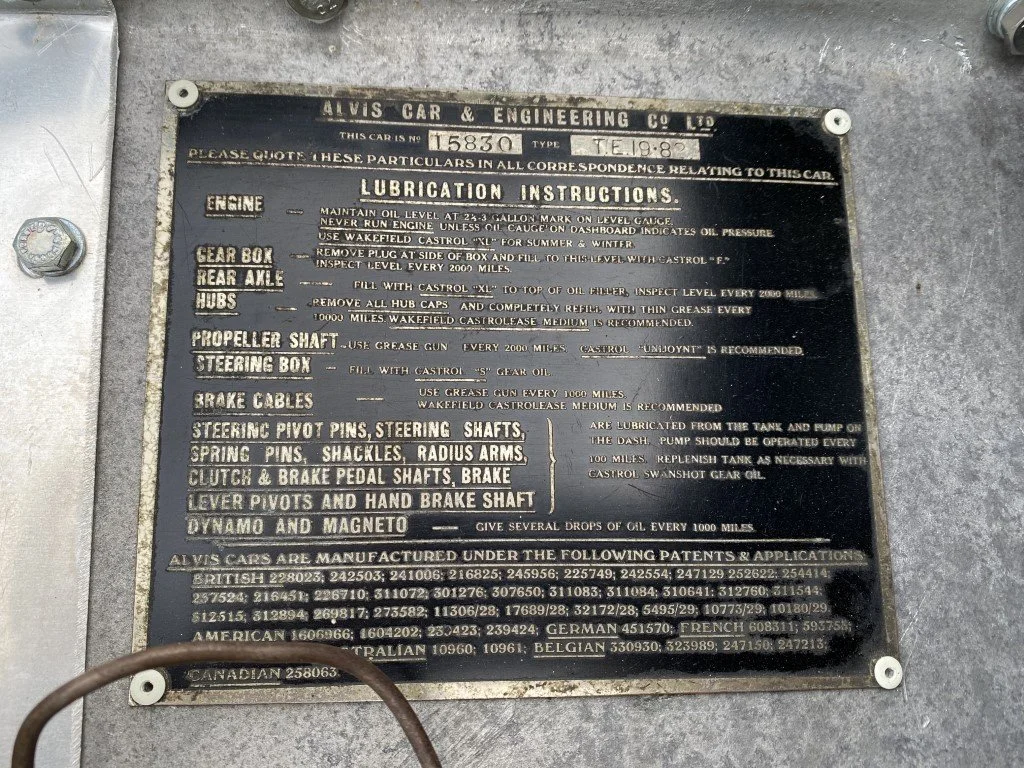 ALVIS CAR & ENGINEERING Co LTD
THIS CAR IS No 15830 TYPE T.E.19·82
PLEASE QUOTE THESE PARTICULARS IN ALL CORRESPONDENCE RELATING TO THIS CAR.
LUBRICATION INSTRUCTIONS.
ENGINE — MAINTAIN OIL LEVEL AT 2¾-3 GALLON MARK ON LEVEL GAUGE
NEVER RUN ENGINE UNLESS OIL GAUGE ON DASHBOARD INDICATES OIL PRESSURE.
USE WAKEFIELD CASTROL "XL" FOR SUMMER & WINTER.
GEAR BOX — REMOVE PLUG AT SIDE OF BOX AND FILL TO THIS LEVEL WITH CASTROL "F."
INSPECT LEVEL EVERY 2000 MILES.
REAR AXLE — FILL WITH CASTROL "XL" TO TOP OF OIL FILLER, INSPECT LEVEL EVERY 2000 MILES
HUBS — REMOVE ALL HUB CAPS AND COMPLETELY REFILL WITH THIN GREASE EVERY
10000 MILES. WAKEFIELD CASTROLEASE MEDIUM IS RECOMMENDED.
PROPELLER SHAFT — USE GREASE GUN EVERY 2000 MILES. CASTROL "UNIJOYNT" IS RECOMMENDED.
STEERING BOX — FILL WITH CASTROL "S" GEAR OIL.
BRAKE CABLES — USE GREASE GUN EVERY 1000 MILES.
WAKEFIELD CASTROLEASE MEDIUM IS RECOMMENDED
STEERING PIVOT PINS, STEERING SHAFTS,
SPRING PINS, SHACKLES, RADIUS ARMS,
CLUTCH & BRAKE PEDAL SHAFTS, BRAKE
LEVER PIVOTS AND HAND BRAKE SHAFT
ARE LUBRICATED FROM THE TANK AND PUMP ON
THE DASH. PUMP SHOULD BE OPERATED EVERY
100 MILES. REPLENISH TANK AS NECESSARY WITH
CASTROL SWANSHOT GEAR OIL.
DYNAMO AND MAGNETO — GIVE SEVERAL DROPS OF OIL EVERY 1000 MILES.
ALVIS CARS ARE MANUFACTURED UNDER THE FOLLOWING PATENTS & APPLICATIONS.
BRITISH 228023; 242503; 241006; 216825; 245956; 225749; 242554; 247129 252622; 254414
237524; 216451; 226710; 311072; 301276; 307650; 311083; 311084; 310641; 312760; 311544;
312515; 312894; 269817; 273582; 11306/28; 17689/28; 32172/28; 5495/29; 10773/29; 10180/29.
AMERICAN 1606966; 1604202; 239424; GERMAN 451570; FRENCH 608311;
10960; 10961; BELGIAN 330930; 323989; 247150; 247213;
CANADIAN 258063.